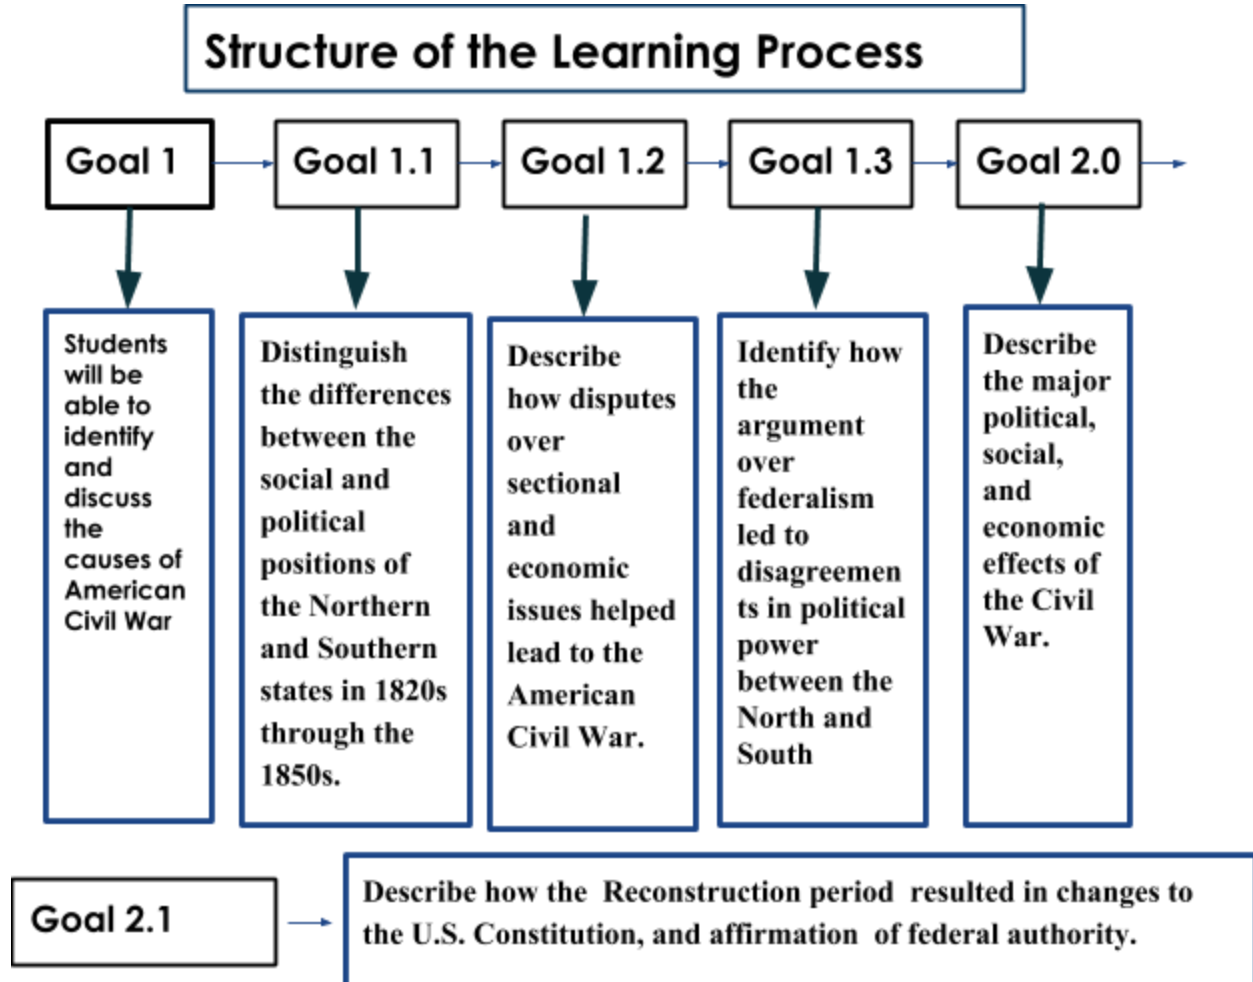 Structure of the Learning Process
Goal 1
Goal 1.1
Goal 1.2
Goal 1.3
Goal 2.0
Students
will be
able to
identify
and
discuss
the
causes of
American
Civil War
Distinguish
the differences
between the
social and
political
positions of
the Northern
and Southern
states in 1820s
through the
1850s.
Describe
how disputes
over
sectional
and
economic
issues helped
lead to the
American
Civil War.
Identify how
the
argument
over
federalism
led to
disagreemen
ts in political
power
between the
North and
South
Describe
the major
political,
social,
and
economic
effects of
the Civil
War.
Goal 2.1
Describe how the  Reconstruction period  resulted in changes to
the U.S. Constitution, and affirmation  of federal authority.